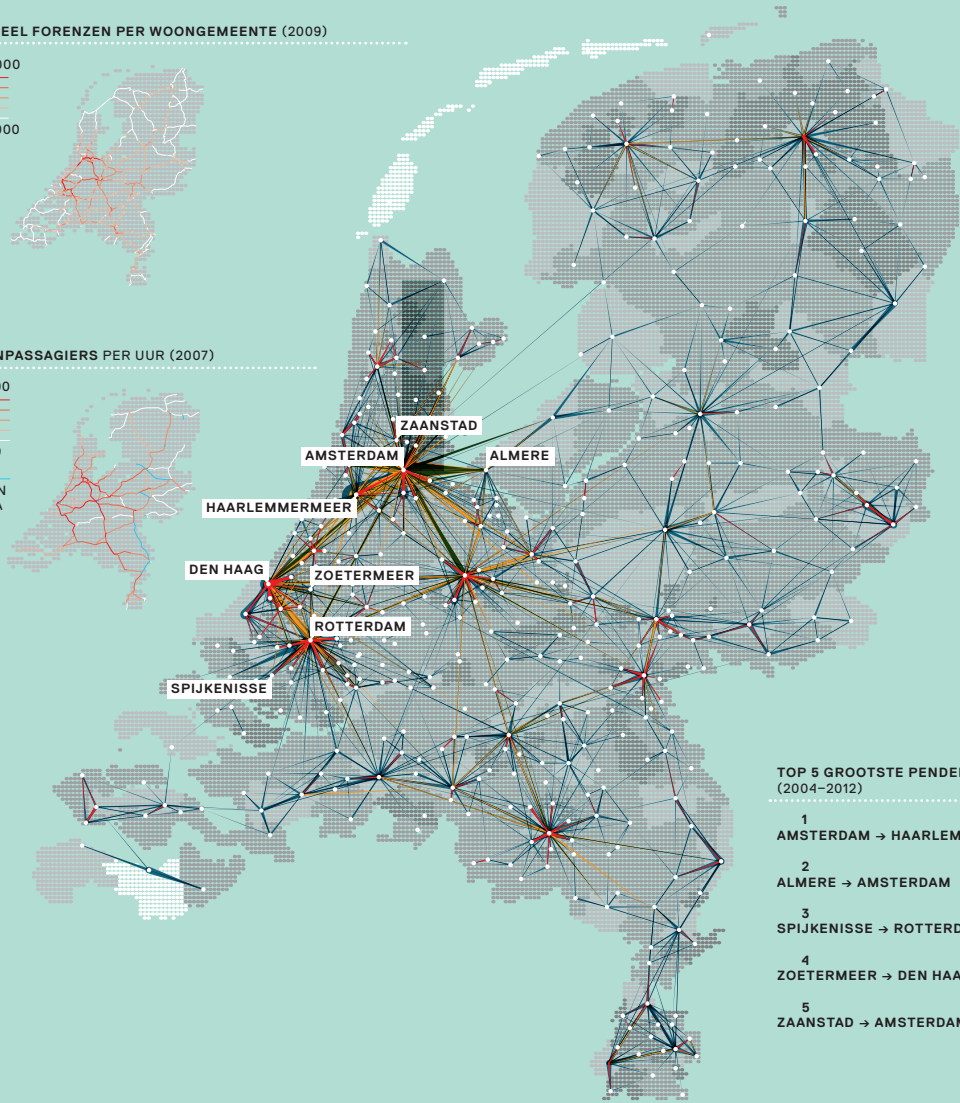 EEL FORENZEN PER WOONGEMEENTE (2009)
000
000
NPASSAGIERS PER UUR (2007)
00
0
N
A
ZAANSTAD
AMSTERDAM
ALMERE
HAARLEMMERMEER
DEN HAAG
ZOETERMEER
ROTTERDAM
SPIJKENISSE
TOP 5 GROOTSTE PENDE
(2004–2012)
1
AMSTERDAM → HAARLEM
2
ALMERE → AMSTERDAM
3
SPIJKENISSE → ROTTERD
4
ZOETERMEER → DEN HAA
5
ZAANSTAD → AMSTERDAM